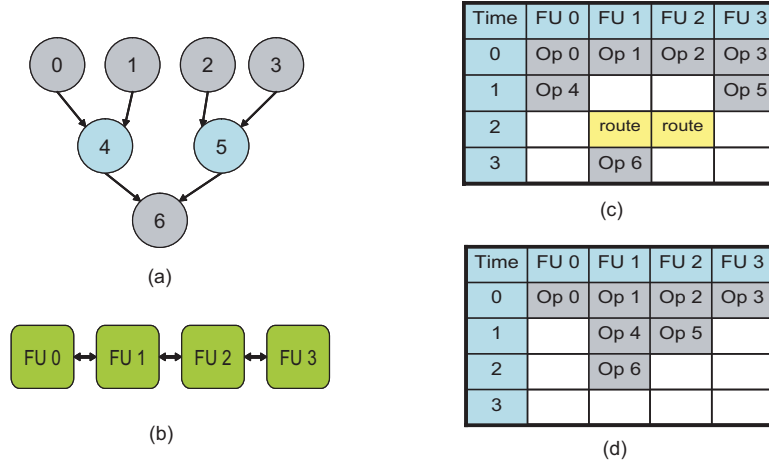 0 1 2 3
4 5
6
(a)
FU 0 FU 1 FU 2 FU 3
(b)
Time FU 0 FU 1 FU 2 FU 3
0 Op 0 Op 1 Op 2 Op 3
1 Op 4 Op 5
2 route route
3 Op 6
(c)
Time FU 0 FU 1 FU 2 FU 3
0 Op 0 Op 1 Op 2 Op 3
1 Op 4 Op 5
2 Op 6
3
(d)